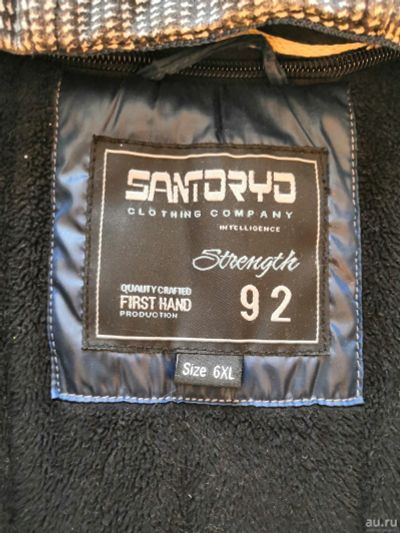 SANTORYO
CLOTHING COMPANY
INTELLIGENCE
Strength
QUALITY CRAFTED
FIRST HAND
PRODUCTION
92
Size 6XL
au.ru